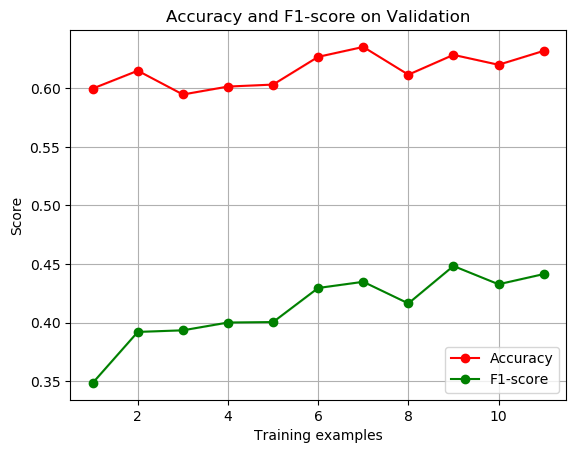 Accuracy and F1-score on Validation
0.60
0.55
0.50
0.45
0.40
0.35
Score
2 4 6 8 10
Training examples
Accuracy
F1-score